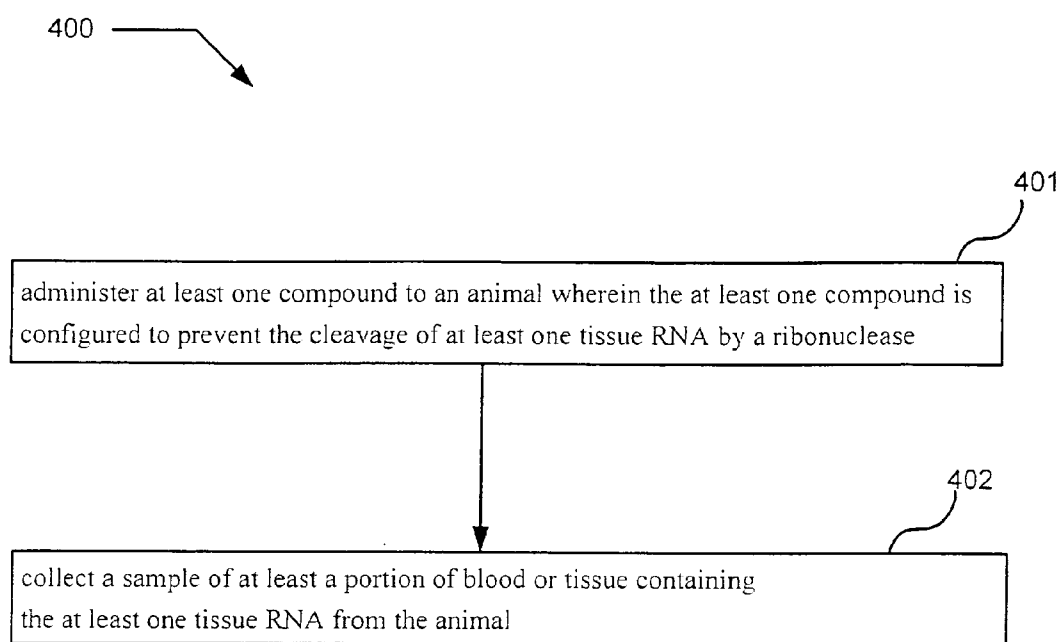 400
401
administer at least one compound to an animal wherein the at least one compound is
configured to prevent the cleavage of at least one tissue RNA by a ribonuclease
402
collect a sample of at least a portion of blood or tissue containing
the at least one tissue RNA from the animal